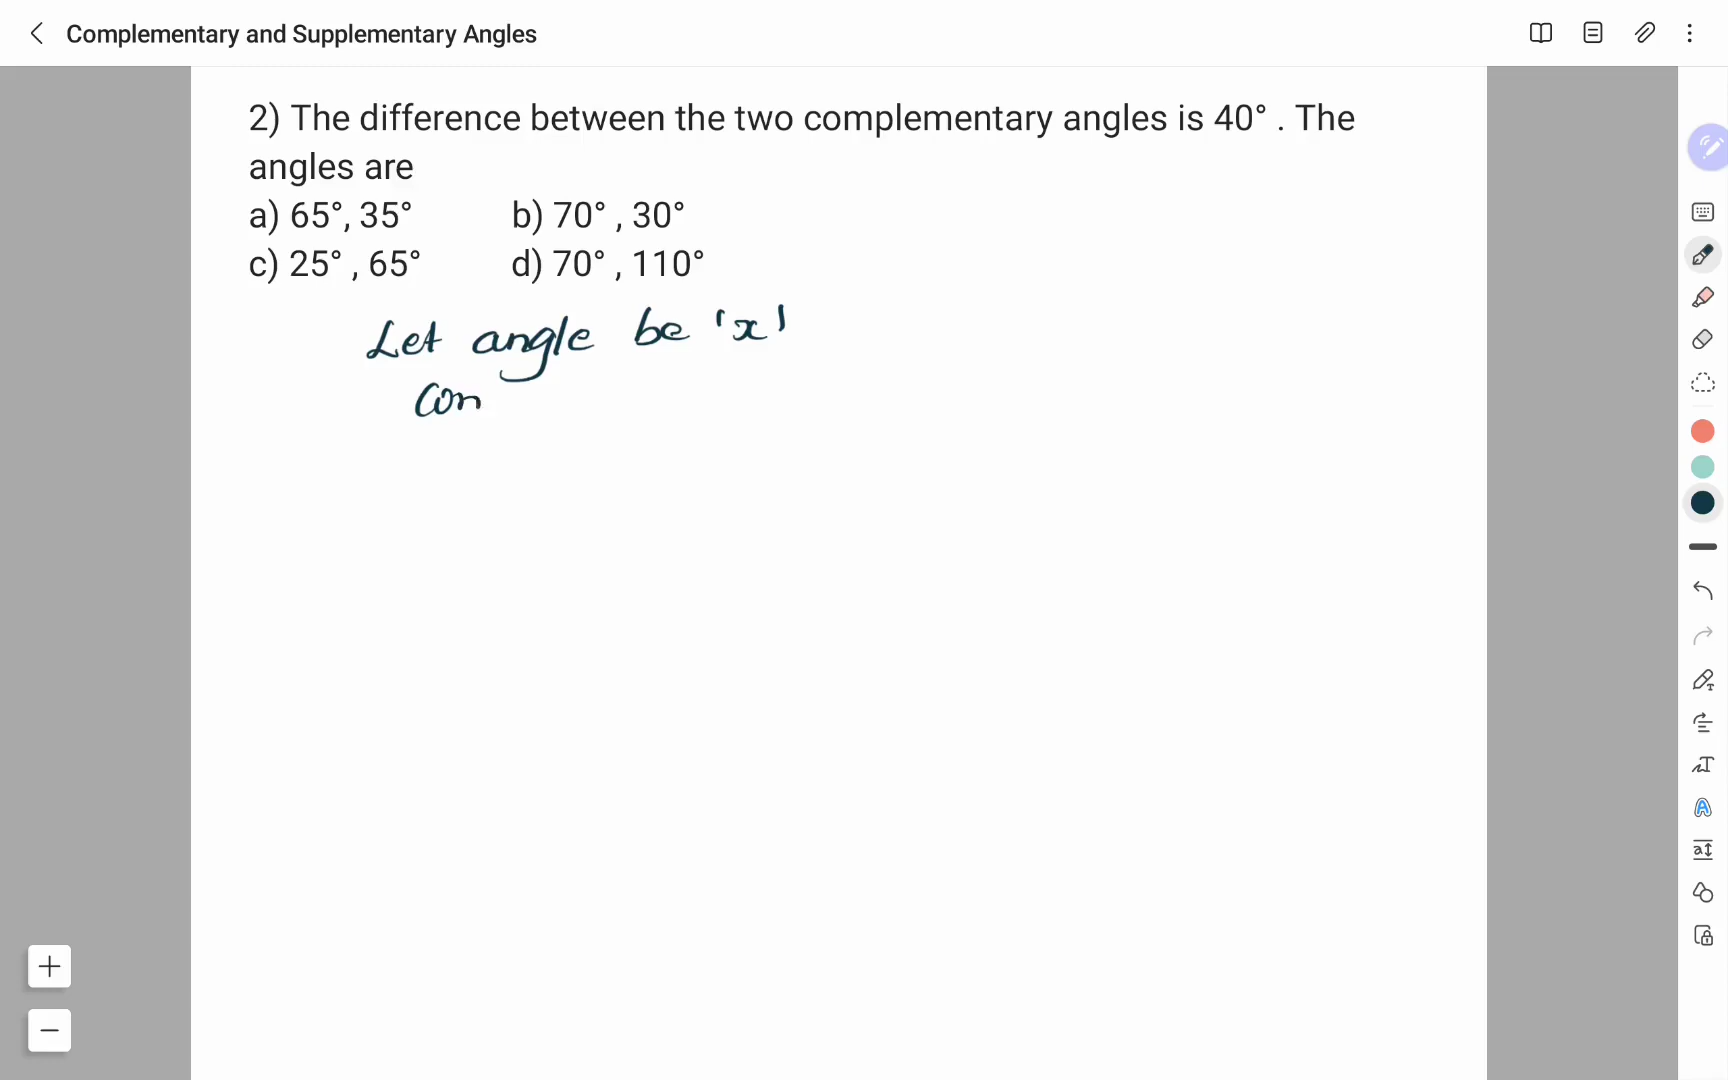 Complementary and Supplementary Angles
2) The difference between the two complementary angles is 40° . The
angles are
a) 65°, 35° b) 70° , 30°
c) 25° , 65° d) 70° , 110°
Let angle be 'x'
Com